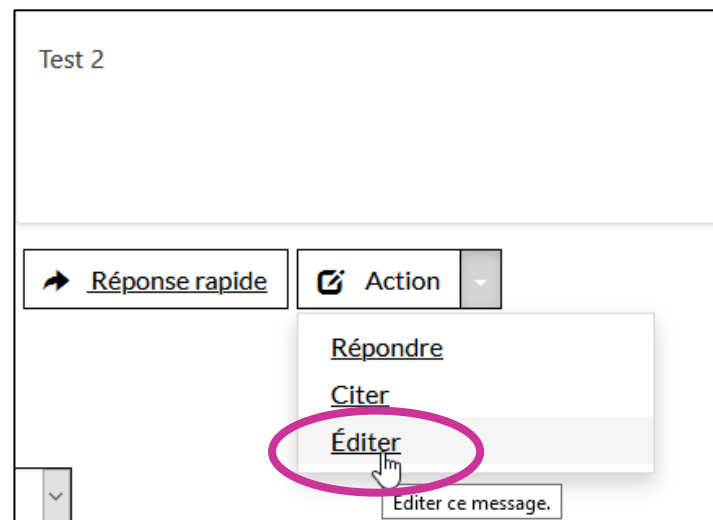 Test 2
Réponse rapide
Action
Répondre
Citer
Éditer
Editer ce message.